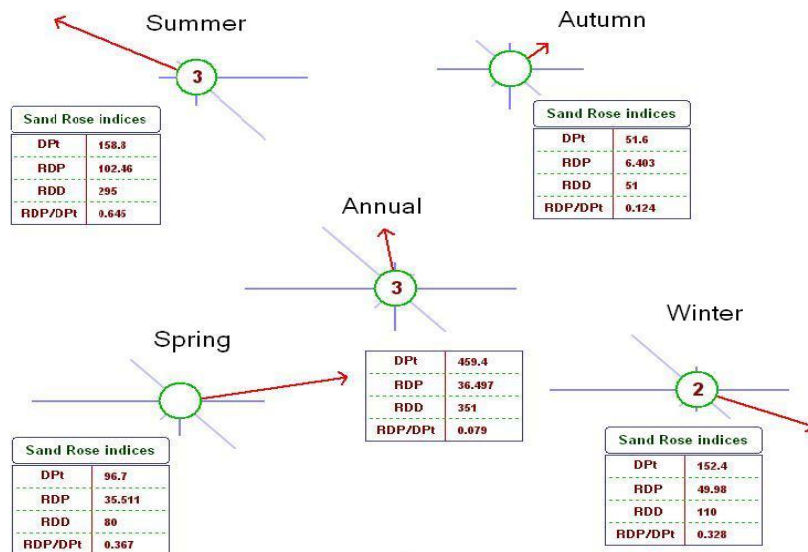 Summer
3
Sand Rose indices
DPt 158.8
RDP 102.46
RDD 295
RDP/DPt 0.645
Autumn
Sand Rose indices
DPt 51.6
RDP 6.403
RDD 51
RDP/DPt 0.124
Annual
3
DPt 459.4
RDP 36.497
RDD 351
RDP/DPt 0.079
Spring
Sand Rose indices
DPt 96.7
RDP 35.511
RDD 80
RDP/DPt 0.367
Winter
2
Sand Rose indices
DPt 152.4
RDP 49.98
RDD 110
RDP/DPt 0.328